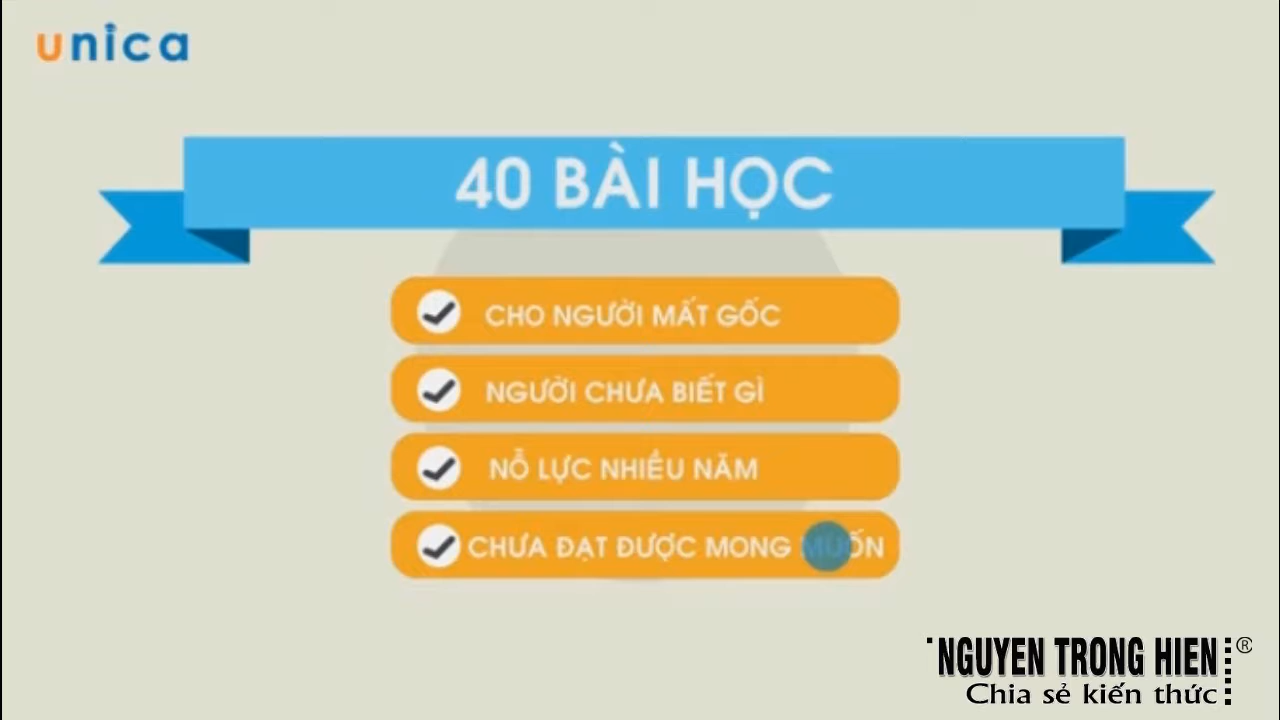 unica
40 BÀI HỌC
CHO NGƯỜI MẤT GỐC
NGƯỜI CHƯA BIẾT GÌ
NỖ LỰC NHIỀU NĂM
CHƯA ĐẠT ĐƯỢC MONG MUỐN
NGUYEN TRONG HIEN ®
Chia sẻ kiến thức